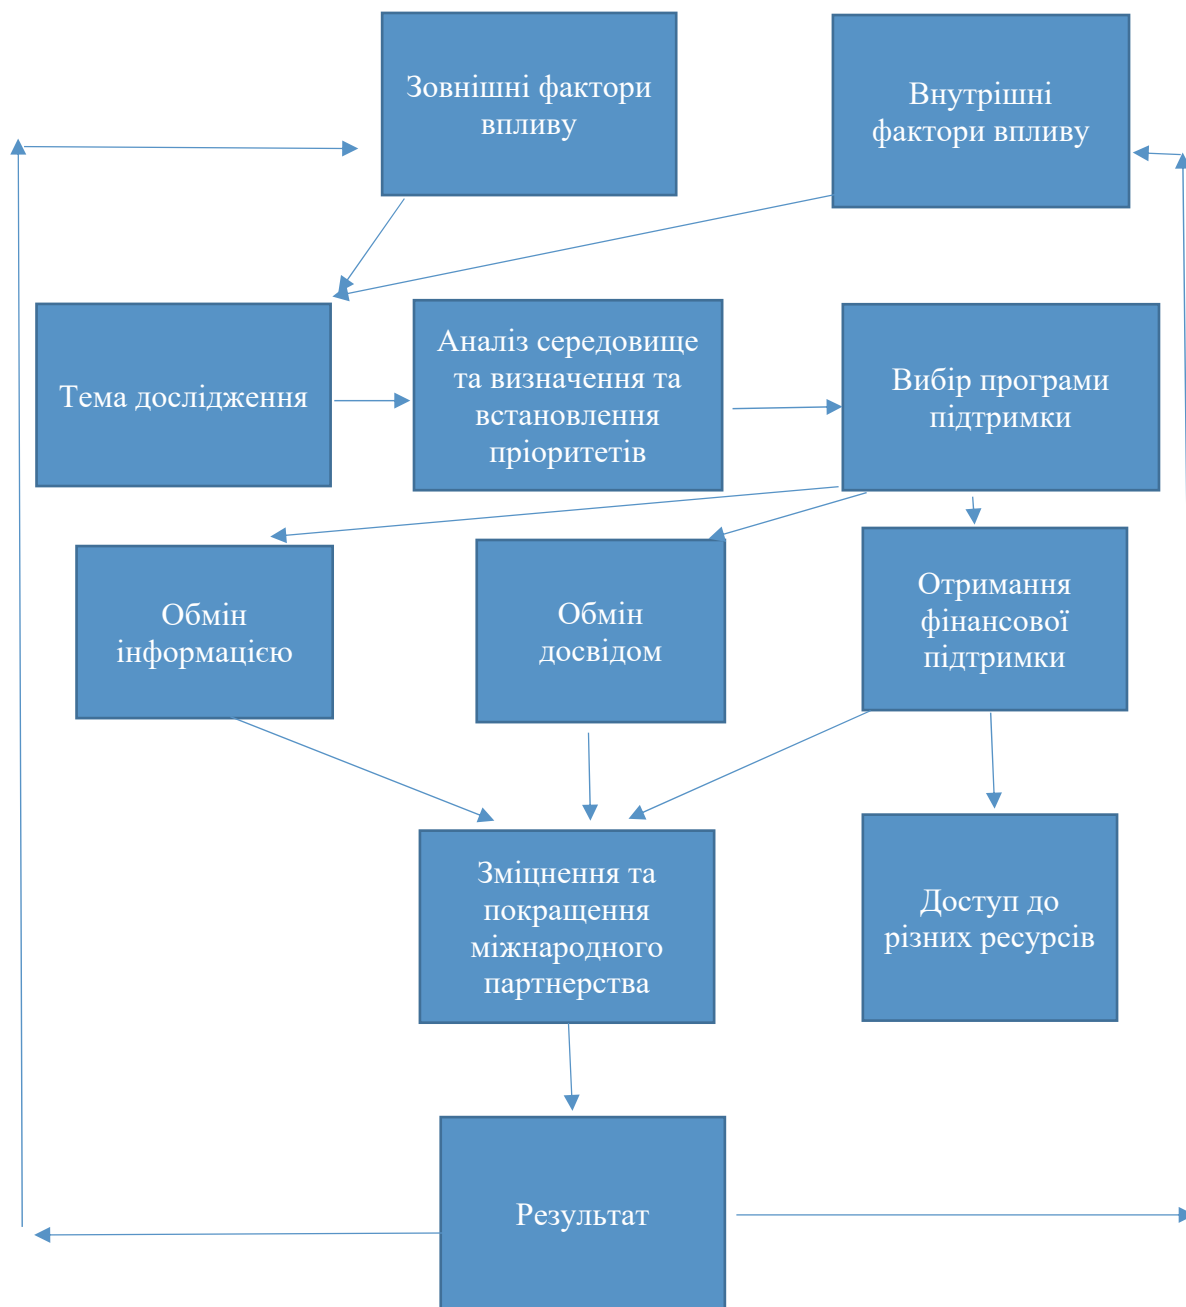 Зовнішні фактори
впливу
Внутрішні
фактори впливу
Тема дослідження
Аналіз середовище
та визначення та
встановлення
пріоритетів
Вибір програми
підтримки
Обмін
інформацією
Обмін
досвідом
Отримання
фінансової
підтримки
Зміцнення та
покращення
міжнародного
партнерства
Доступ до
різних ресурсів
Результат